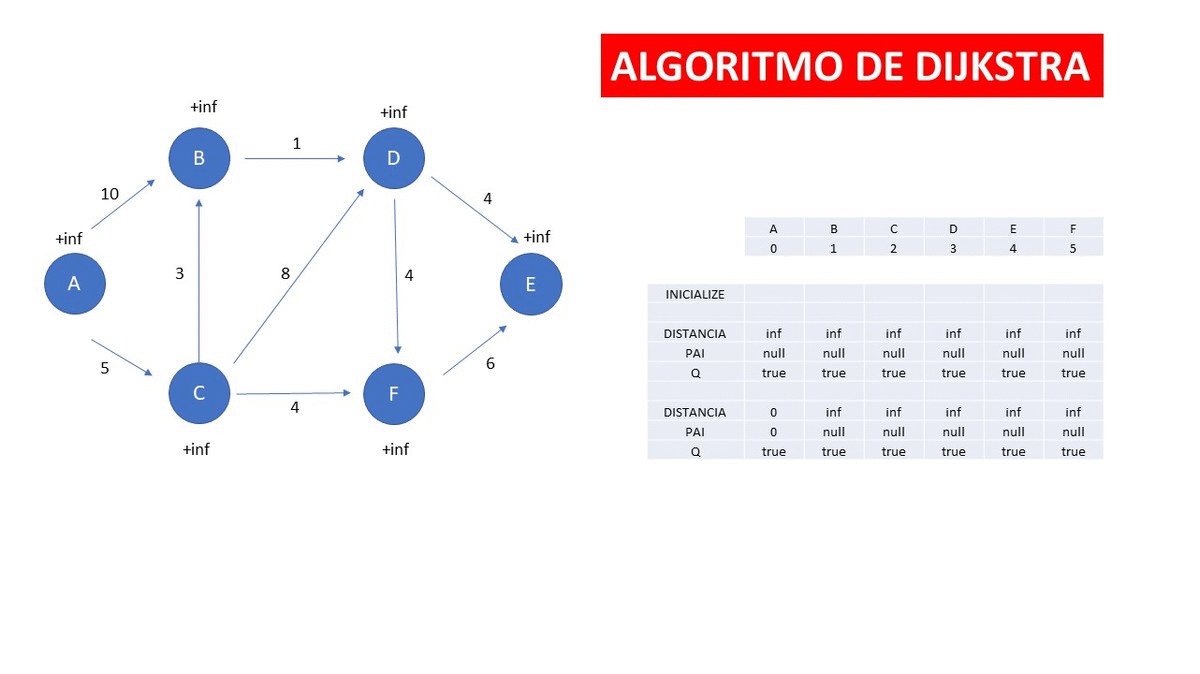 ALGORITMO DE DIJKSTRA
+inf
+inf
B
1
D
10
4
+inf
+inf
A
3
8
4
E
5
6
C
4
F
+inf
+inf
A B C D E F
0 1 2 3 4 5
INICIALIZE
DISTANCIA inf inf inf inf inf inf
PAI null null null null null null
Q true true true true true true
DISTANCIA 0 inf inf inf inf inf
PAI 0 null null null null null
Q true true true true true true